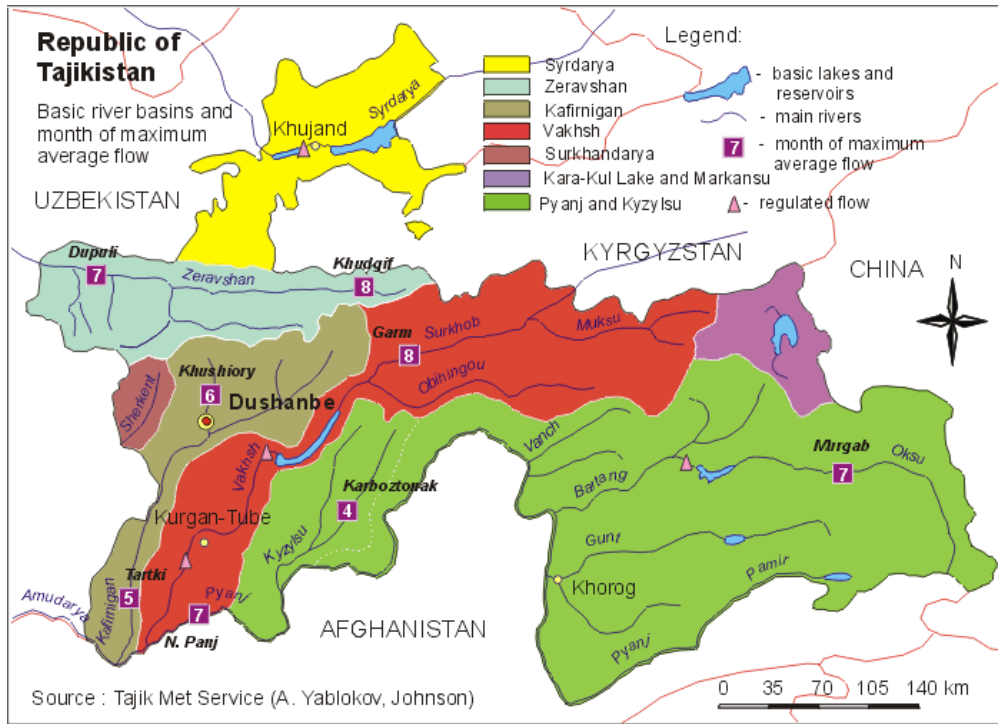 Republic of
Tajikistan
Basic river basins and
month of maximum
average flow
Legend:
Syrdarya
Zeravshan
Kafirnigan
Vakhsh
Surkhandarya
Kara-Kul Lake and Markansu
Pyanj and Kyzylsu
- basic lakes and
reservoirs
- main rivers
7 - month of maximum
average flow
- regulated flow
Syrdarya
Khujand
UZBEKISTAN
KYRGYZSTAN
CHINA
N
Dupuli
7
Zeravshan
Khudgif
8
Garm
8
Surkhob
Muksu
Obihingou
Sherkent
Khushiory
6
Dushanbe
Vakhsh
Vanch
Bartang
Murgab
7
Oksu
Karboztonak
4
Kurgan-Tube
Kyzylsu
Gunt
Pamir
Khorog
Tartki
5
Kafirnigan
Amudarya
Pyanj
7
N. Panj
AFGHANISTAN
Pyanj
Source : Tajik Met Service (A. Yablokov, Johnson)
0 35 70 105 140 km